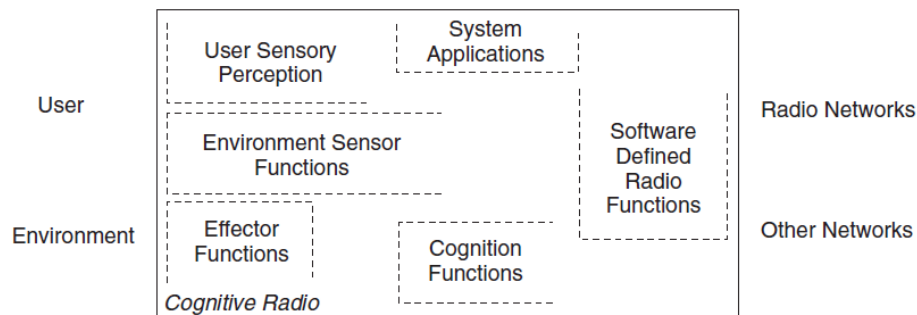 User
Environment
User Sensory
Perception
System
Applications
Environment Sensor
Functions
Software
Defined
Radio
Functions
Effector
Functions
Cognition
Functions
Cognitive Radio
Radio Networks
Other Networks